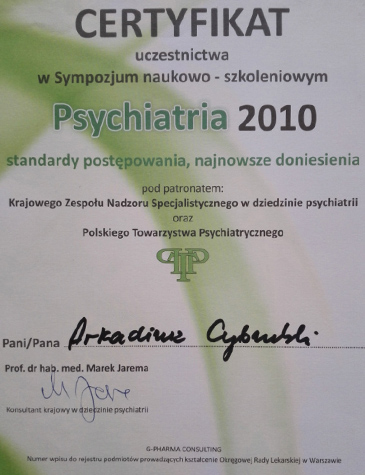 CERTYFIKAT
uczestnictwa
w Sympozjum naukowo - szkoleniowym
Psychiatria 2010
standardy postępowania, najnowsze doniesienia
pod patronatem:
Krajowego Zespołu Nadzoru Specjalistycznego w dziedzinie psychiatrii
oraz
Polskiego Towarzystwa Psychiatrycznego
PTP
Pani/Pana Arkadiusz
Prof. dr hab. med. Marek Jarema
Konsultant krajowy w dziedzinie psychiatrii
G-PHARMA CONSULTING
Numer wpisu do rejestru podmiotów prowadzących kształcenie Okręgowej Rady Lekarskiej w Warszawie